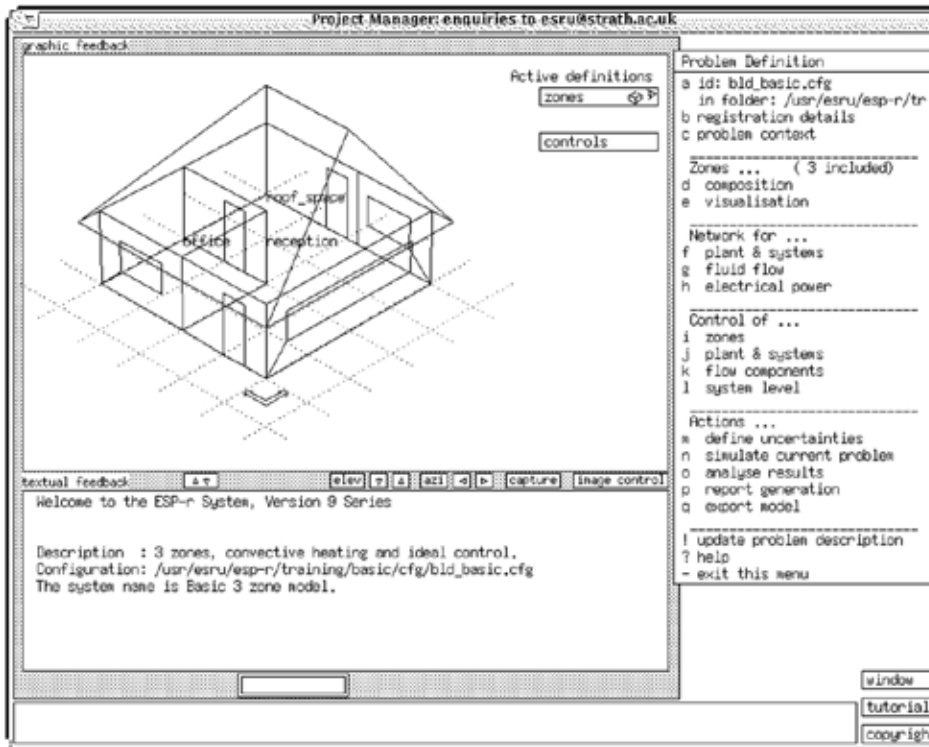 Project Manager: enquiries to esru@strath.ac.uk
graphic feedback
Active definitions
zones
controls
roof_space
office
reception
textual feedback
elev
azi
capture
image control
Welcome to the ESP-r System, Version 9 Series
Description : 3 zones, convective heating and ideal control.
Configuration: /usr/esru/esp-r/training/basic/cfg/bld_basic.cfg
The system name is Basic 3 zone model.
Problem Definition
a id: bld_basic.cfg
in folder: /usr/esru/esp-r/tr
b registration details
c problem context
Zones ... ( 3 included)
d composition
e visualisation
Network for ...
f plant & systems
g fluid flow
h electrical power
Control of ...
i zones
j plant & systems
k flow components
l system level
Actions ...
m define uncertainties
n simulate current problem
o analyse results
p report generation
q export model
! update problem description
? help
- exit this menu
window
tutorial
copyrigh